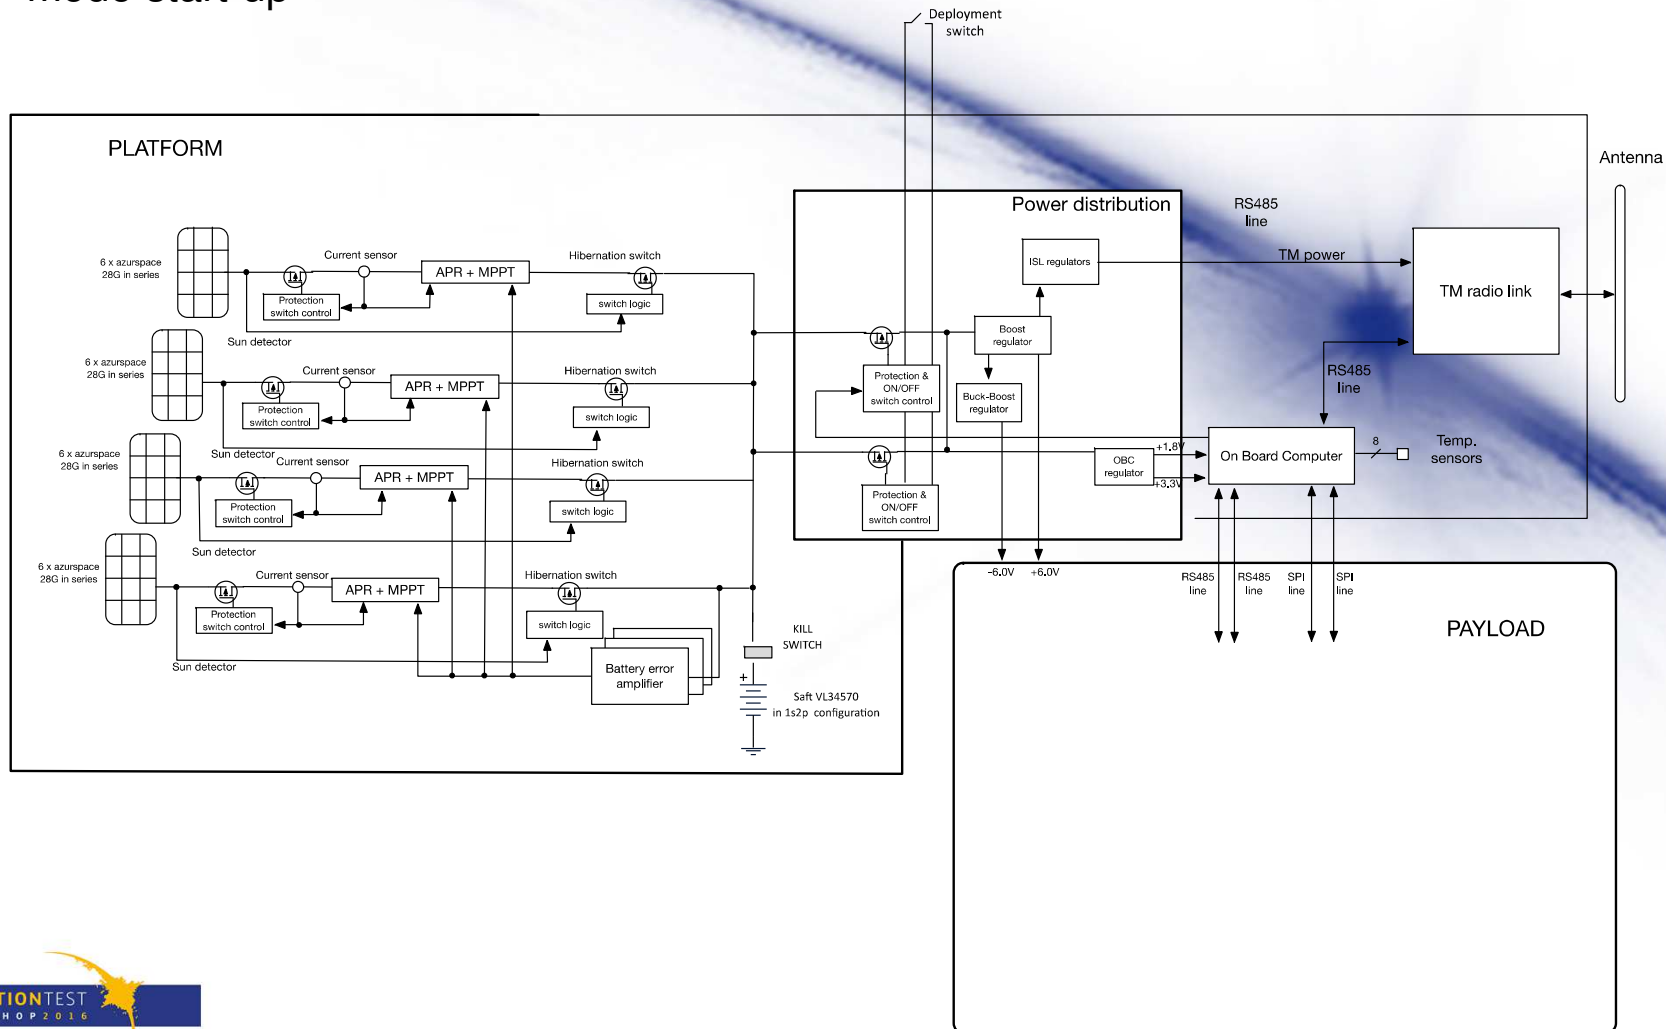 mode start-up
Deployment
switch
PLATFORM
Antenna
Power distribution
RS485
line
TM power
ISL regulators
TM radio link
6 x azurspace
28G in series
Current sensor
APR + MPPT
Hibernation switch
Protection
switch control
switch logic
Sun detector
Boost
regulator
RS485
line
6 x azurspace
28G in series
Current sensor
APR + MPPT
Hibernation switch
Protection
switch control
switch logic
Sun detector
Protection &
ON/OFF
switch control
Buck-Boost
regulator
6 x azurspace
28G in series
Current sensor
APR + MPPT
Hibernation switch
Protection
switch control
switch logic
Sun detector
Protection &
ON/OFF
switch control
OBC
regulator
+1.8V
+3.3V
On Board Computer
8
Temp.
sensors
6 x azurspace
28G in series
Current sensor
APR + MPPT
Hibernation switch
Protection
switch control
switch logic
Sun detector
Battery error
amplifier
KILL
SWITCH
+
Saft VL34570
in 1s2p configuration
-6.0V
+6.0V
RS485
line
RS485
line
SPI
line
SPI
line
PAYLOAD
TIONTEST
HOP2016